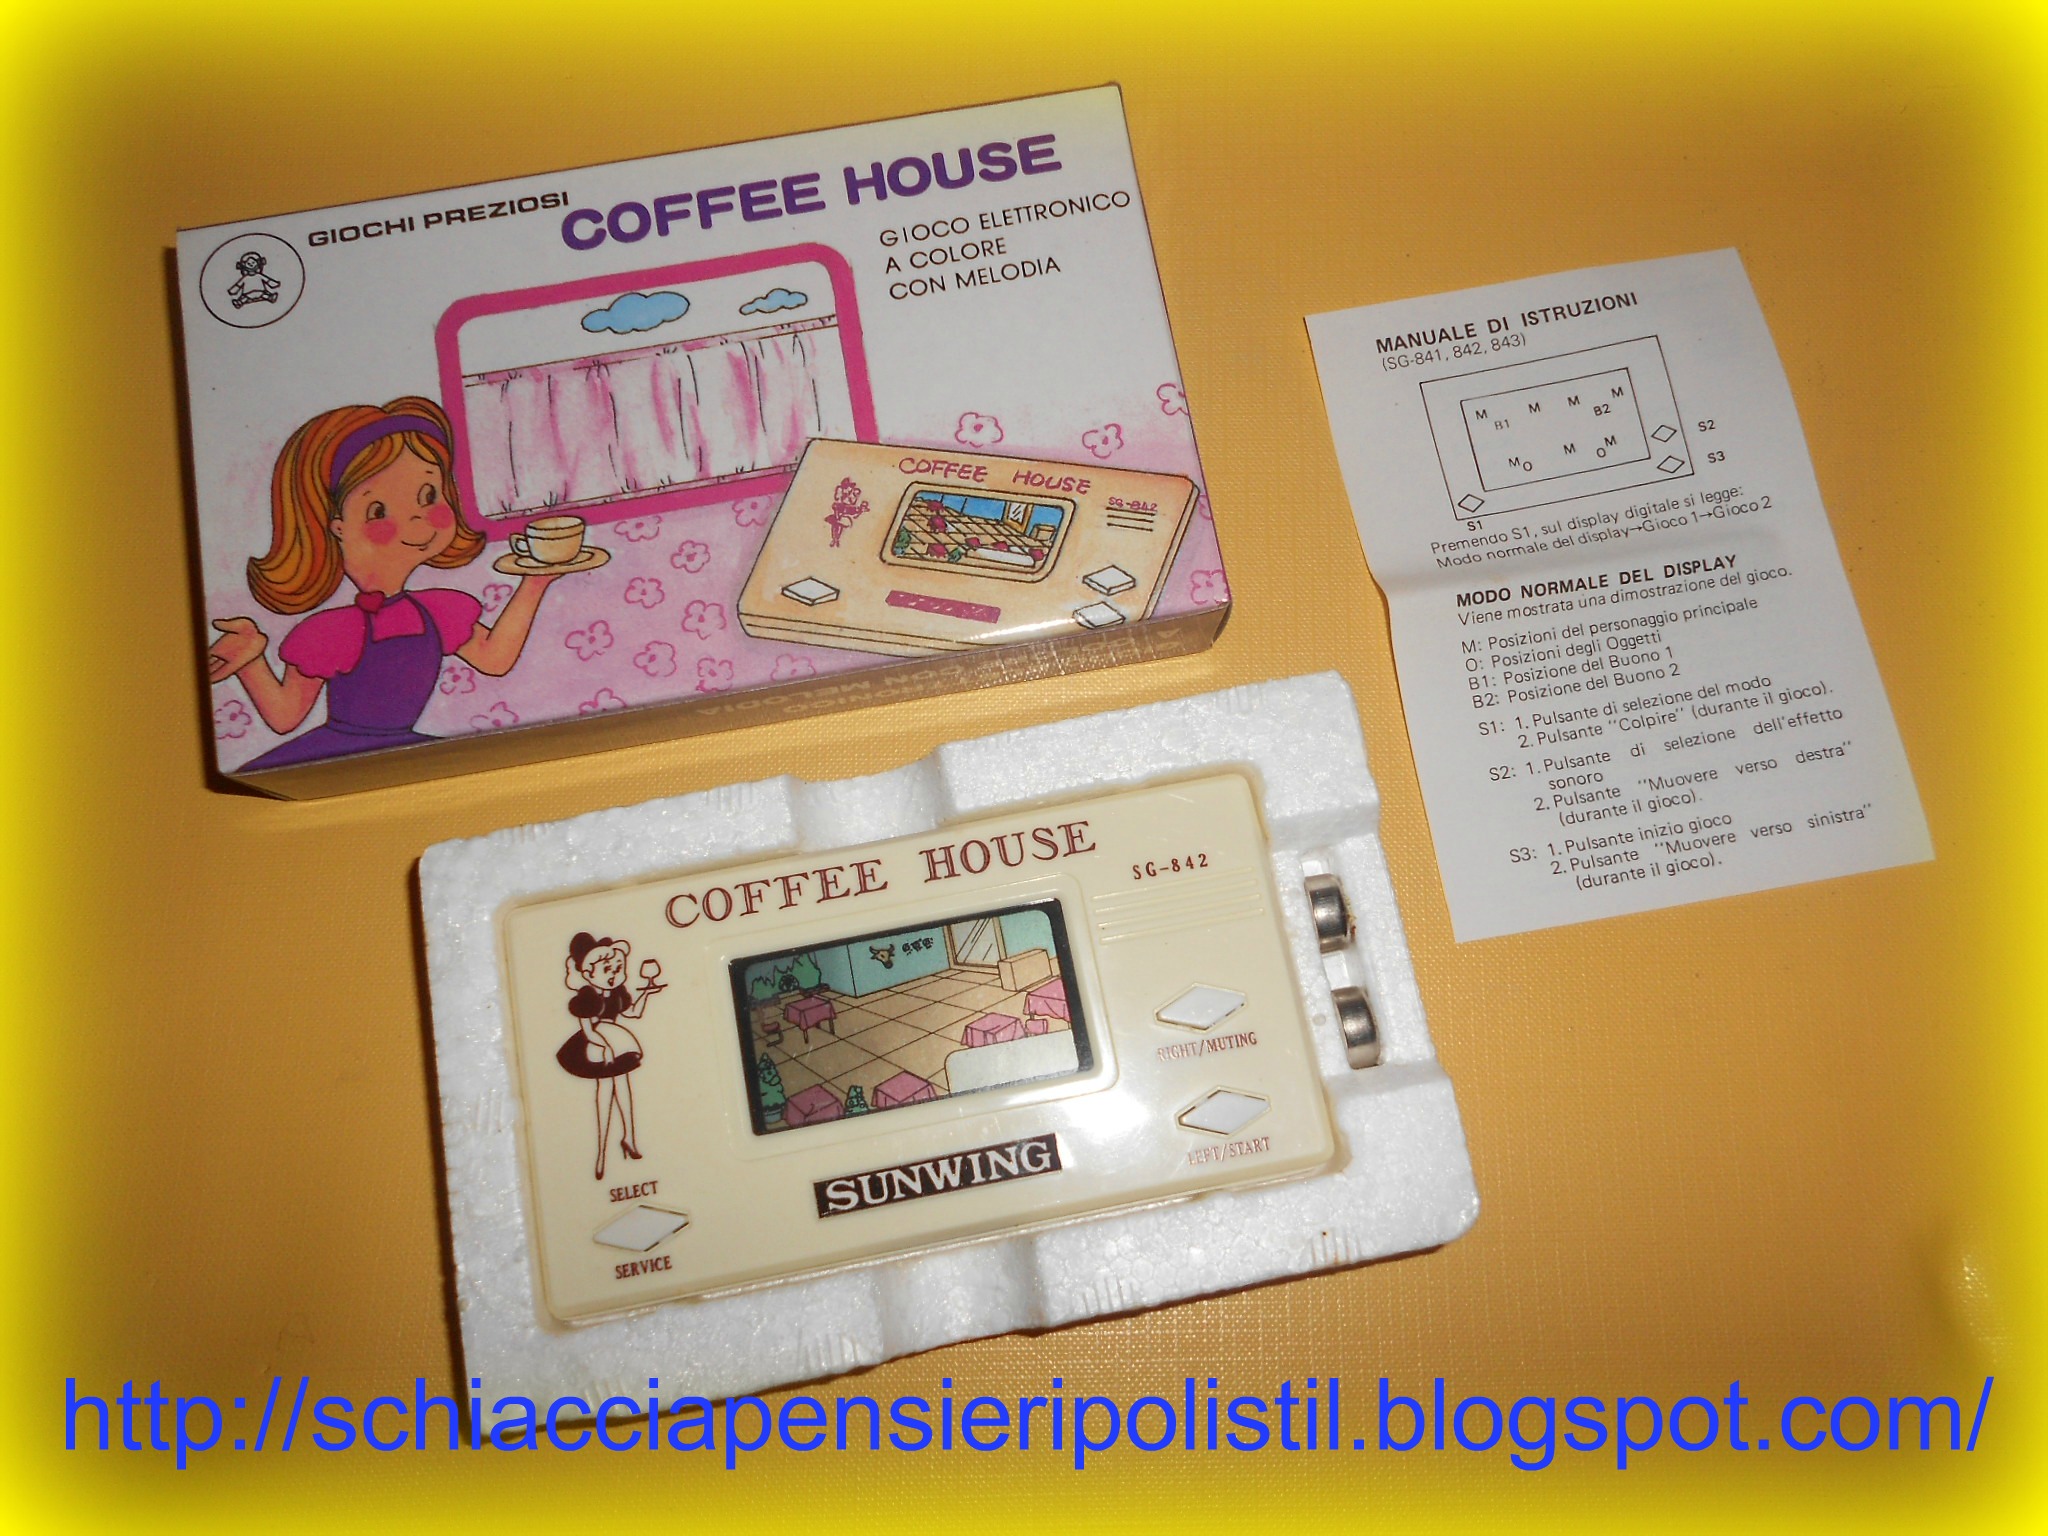 GIOCHI PREZIOSI
COFFEE HOUSE
GIOCO ELETTRONICO
A COLORE
CON MELODIA
COFFEE HOUSE
SG-842
MANUALE DI ISTRUZIONI
(SG-841, 842, 843)
M M M M
B1 B2
M O M O M
S2
S3
S1
Premendo S1, sul display digitale si legge:
Modo normale del display→Gioco 1→Gioco 2
MODO NORMALE DEL DISPLAY
Viene mostrata una dimostrazione del gioco.
M: Posizioni del personaggio principale
O: Posizioni degli Oggetti
B1: Posizione del Buono 1
B2: Posizione del Buono 2
S1: 1. Pulsante di selezione del modo
2. Pulsante "Colpire" (durante il gioco).
S2: 1. Pulsante di selezione dell'effetto
sonoro
2. Pulsante "Muovere verso destra"
(durante il gioco).
S3: 1. Pulsante inizio gioco
2. Pulsante "Muovere verso sinistra"
(durante il gioco).
COFFEE HOUSE
SG-842
RIGHT/MUTING
LEFT/START
SUNWING
SELECT
SERVICE
http://schiacciapensieripolistil.blogspot.com/